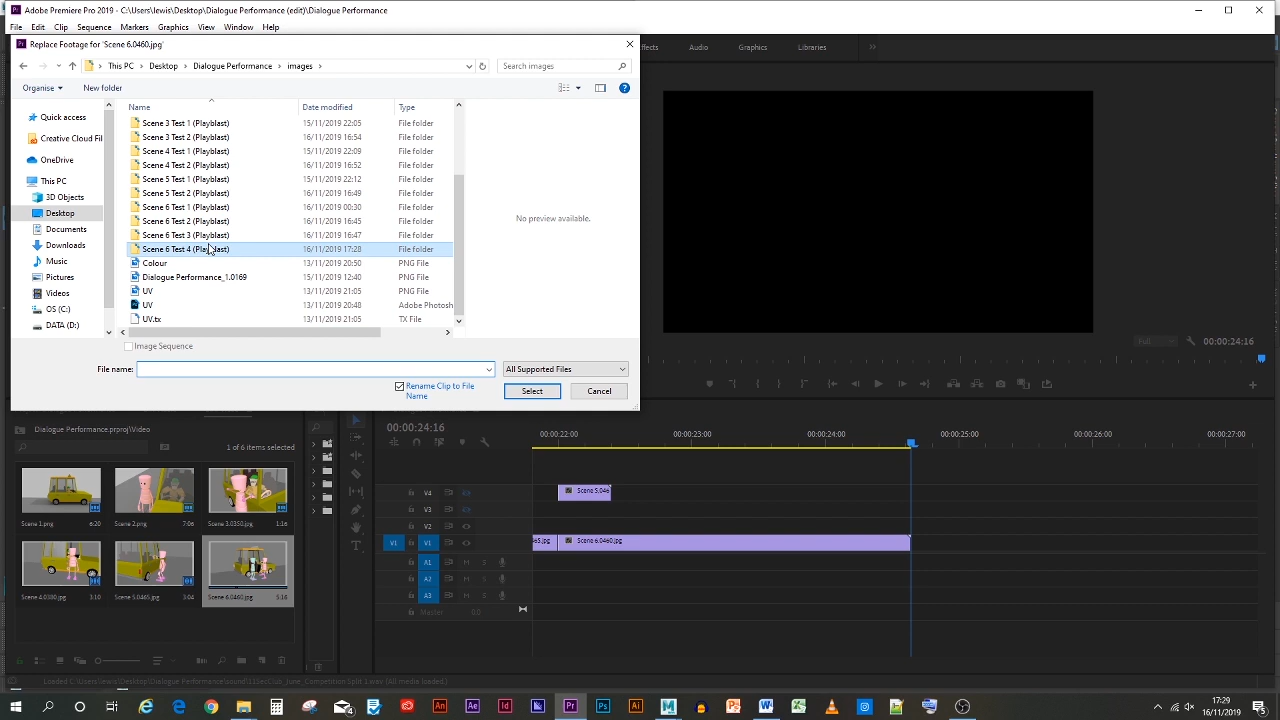 Adobe Premiere Pro 2019 - C:\Users\lewis\Desktop\Dialogue Performance (edit)\Dialogue Performance
File Edit Clip Sequence Markers Graphics View Window Help
Replace Footage for 'Scene 6.0460.jpg'
Effects Audio Graphics Libraries
This PC > Desktop > Dialogue Performance > images >
Search images
Organise New folder
Name Date modified Type
Quick access
Creative Cloud Fil
OneDrive
This PC
3D Objects
Desktop
Documents
Downloads
Music
Pictures
Videos
OS (C:)
DATA (D:)
Scene 3 Test 1 (Playblast) 15/11/2019 22:05 File folder
Scene 3 Test 2 (Playblast) 16/11/2019 16:54 File folder
Scene 4 Test 1 (Playblast) 15/11/2019 22:09 File folder
Scene 4 Test 2 (Playblast) 16/11/2019 16:52 File folder
Scene 5 Test 1 (Playblast) 15/11/2019 22:12 File folder
Scene 5 Test 2 (Playblast) 16/11/2019 16:49 File folder
Scene 6 Test 1 (Playblast) 16/11/2019 00:30 File folder
Scene 6 Test 2 (Playblast) 16/11/2019 16:45 File folder
Scene 6 Test 3 (Playblast) 16/11/2019 16:47 File folder
Scene 6 Test 4 (Playblast) 16/11/2019 17:28 File folder
Colour 13/11/2019 20:50 PNG File
Dialogue Performance_1.0169 15/11/2019 12:40 PNG File
UV 13/11/2019 21:05 PNG File
UV 13/11/2019 20:48 Adobe Photosh
UV.tx 13/11/2019 21:05 TX File
No preview available.
Image Sequence
File name: All Supported Files
Rename Clip to File
Name
Select Cancel
Full 00:00:24:16
Dialogue Performance.prproj\Video
1 of 6 items selected
Scene 1.png 6:20
Scene 2.png 7:06
Scene 3.0350.jpg 1:16
Scene 4.0380.jpg 3:10
Scene 5.0465.jpg 3:04
Scene 6.0460.jpg 3:16
00:00:24:16
00:00:22:00 00:00:23:00 00:00:24:00 00:00:25:00 00:00:26:00 00:00:27:00
V4 Scene 5.046
V3
V2
V1 V1 465.jpg Scene 6.0460.jpg
A1 M S
A2 M S
A3 M S
Master 0.0
Loaded C:\Users\lewis\Desktop\Dialogue Performance\sound\11SecClub_June_Competition Split 1.wav (All media loaded.)
17:29
16/11/2019